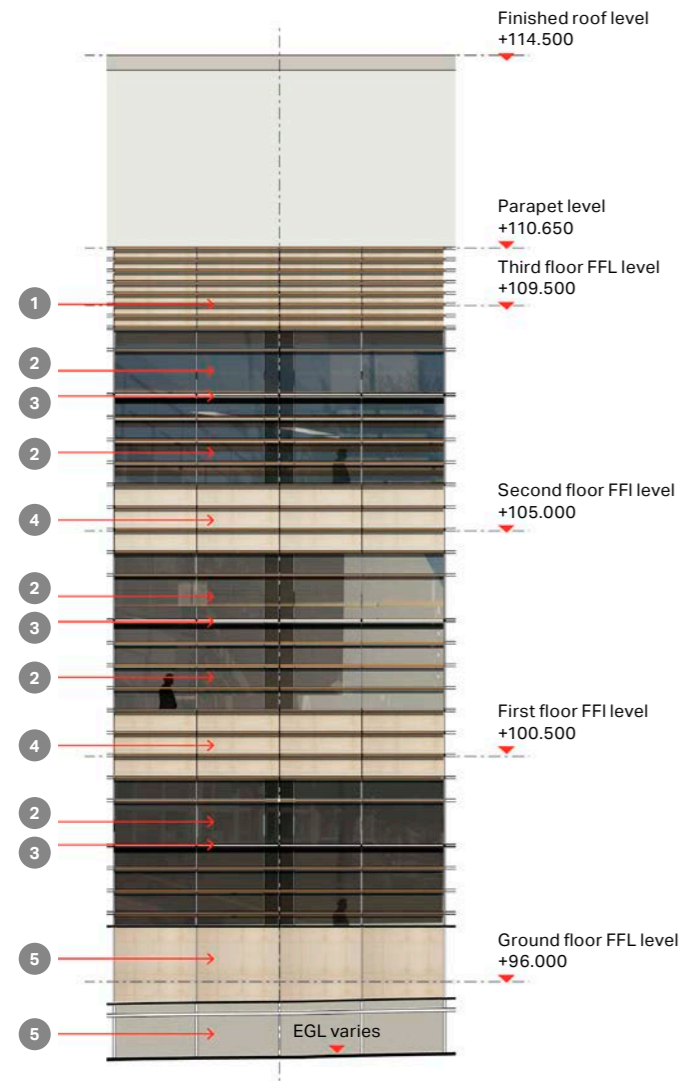 Finished roof level
+114.500
Parapet level
+110.650
Third floor FFL level
+109.500
1
2
3
2
Second floor FFl level
+105.000
4
2
3
2
First floor FFl level
+100.500
4
2
3
Ground floor FFL level
+96.000
5
5
EGL varies